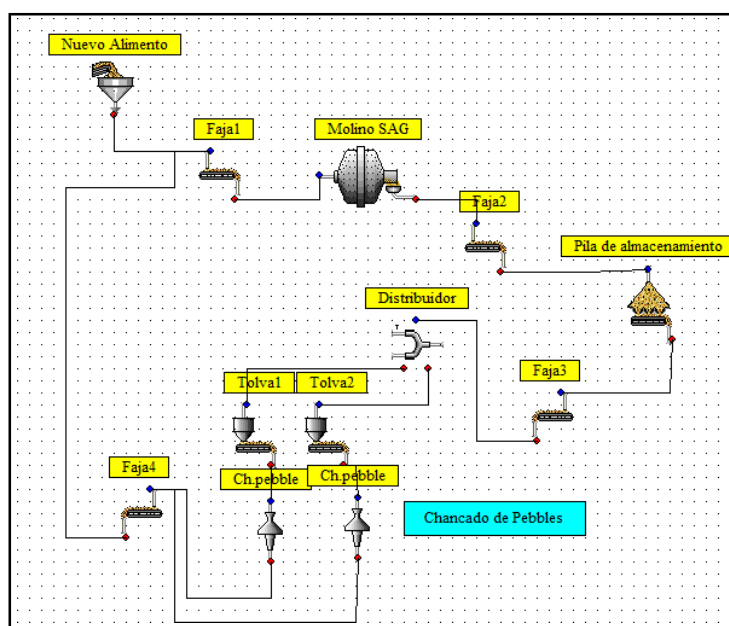 Nuevo Alimento
Faja1
Molino SAG
Faja2
Pila de almacenamiento
Distribuidor
Tolva1
Tolva2
Faja3
Faja4
Ch.pebble
Ch.pebble
Chancado de Pebbles